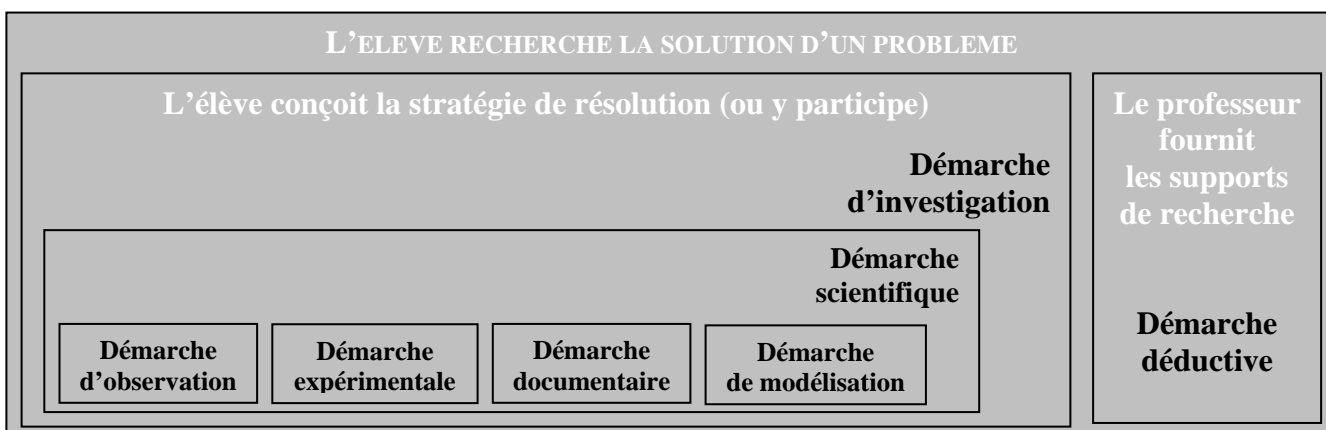 L’ELEVE RECHERCHE LA SOLUTION D’UN PROBLEME
L’élève conçoit la stratégie de résolution (ou y participe)
Démarche
d’investigation
Démarche
scientifique
Démarche
d’observation
Démarche
expérimentale
Démarche
documentaire
Démarche
de modélisation
Le professeur
fournit
les supports
de recherche
Démarche
déductive